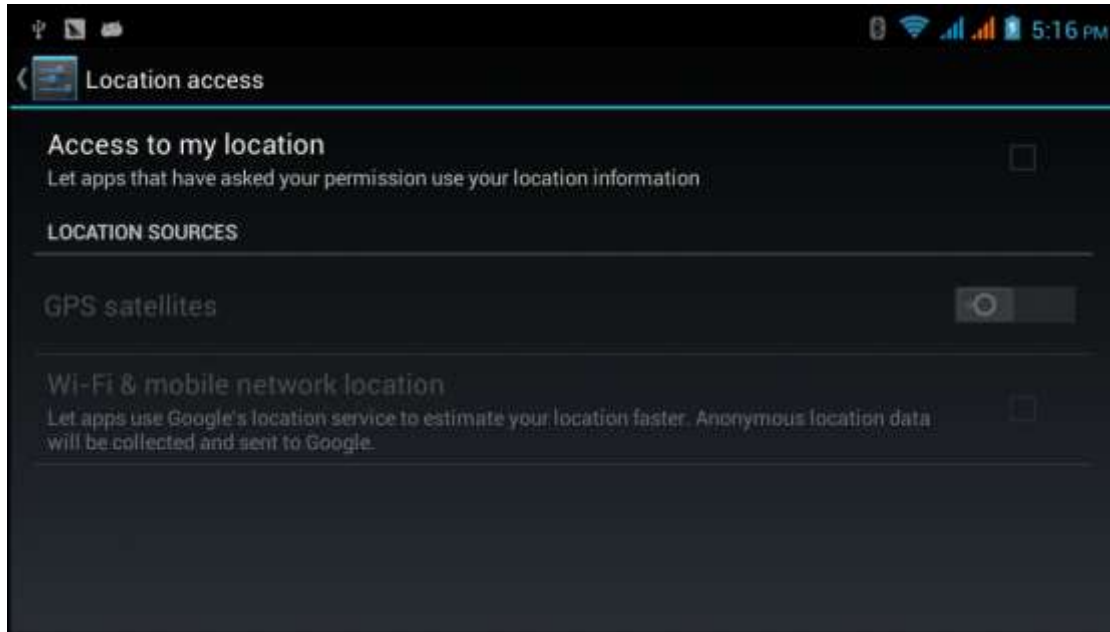 5:16 PM
Location access
Access to my location
Let apps that have asked your permission use your location information
LOCATION SOURCES
GPS satellites
Wi-Fi & mobile network location
Let apps use Google's location service to estimate your location faster. Anonymous location data
will be collected and sent to Google.